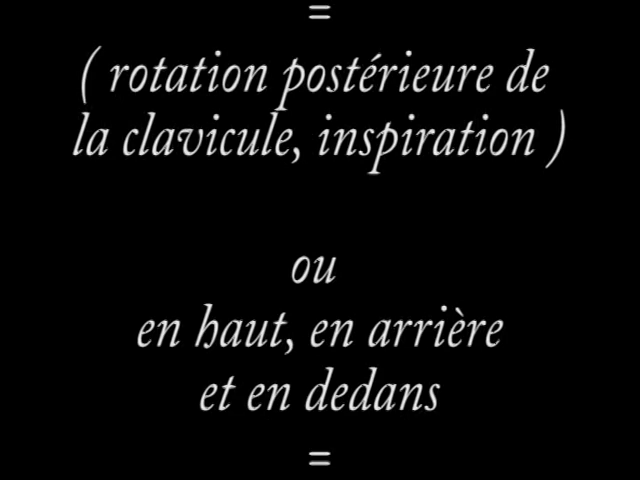 =
( rotation postérieure de
la clavicule, inspiration )
ou
en haut, en arrière
et en dedans
=